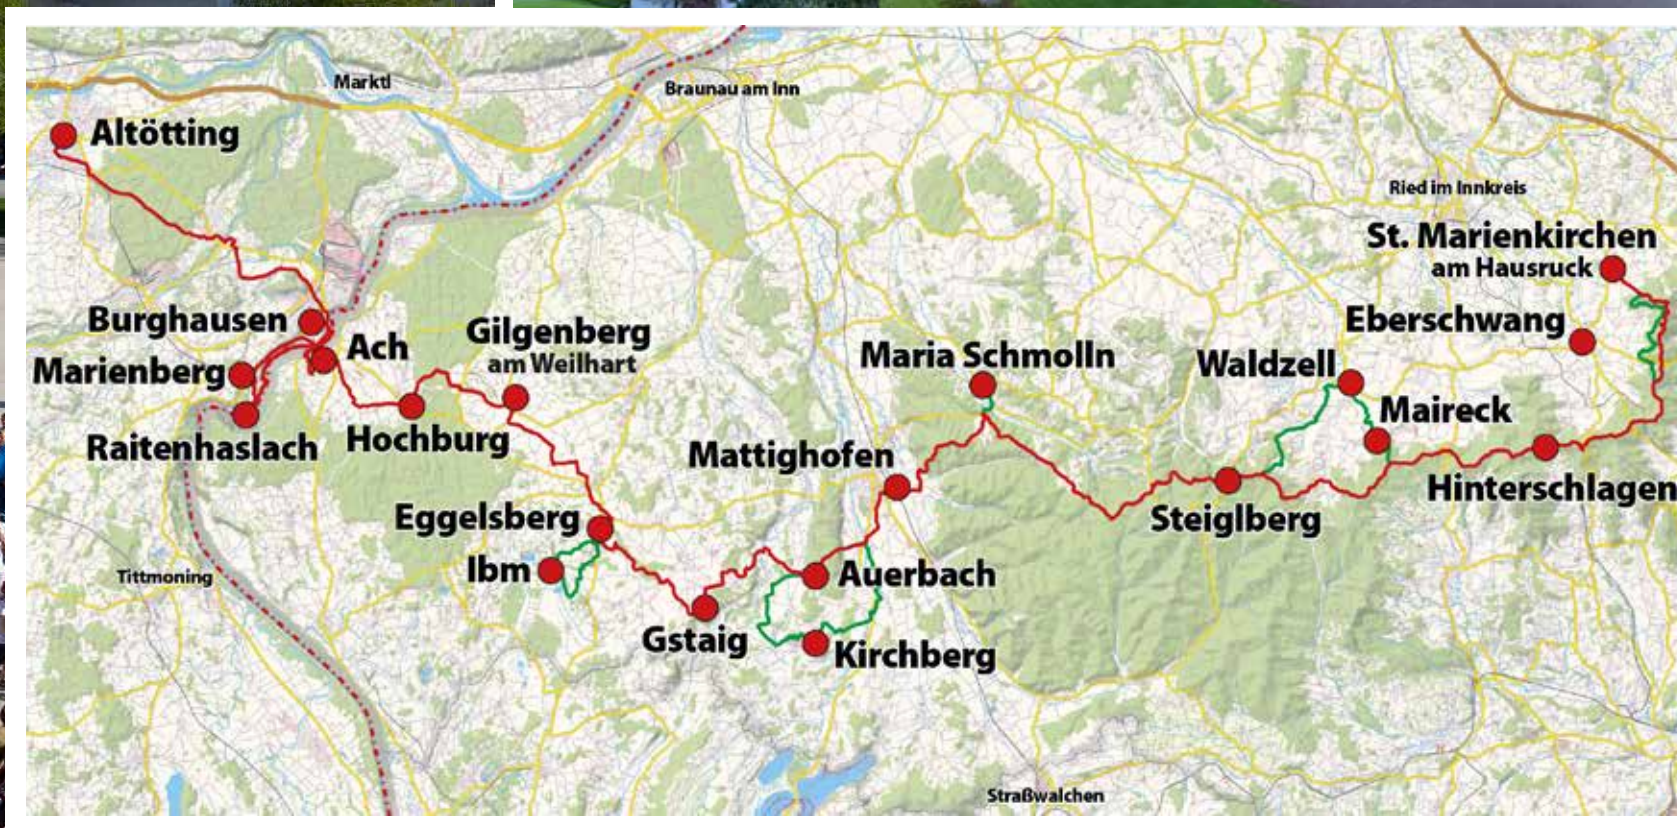 Marktl
Braunau am Inn
Altötting
Ried im Innkreis
St. Marienkirchen
am Hausruck
Burghausen
Ach
Gilgenberg
am Weilhart
Eberschwang
Marienberg
Maria Schmolln
Waldzell
Maireck
Raitenhaslach
Hochburg
Mattighofen
Hinterschlagen
Eggelsberg
Steiglberg
Ibm
Tittmoning
Auerbach
Gstaig
Kirchberg
Straßwalchen